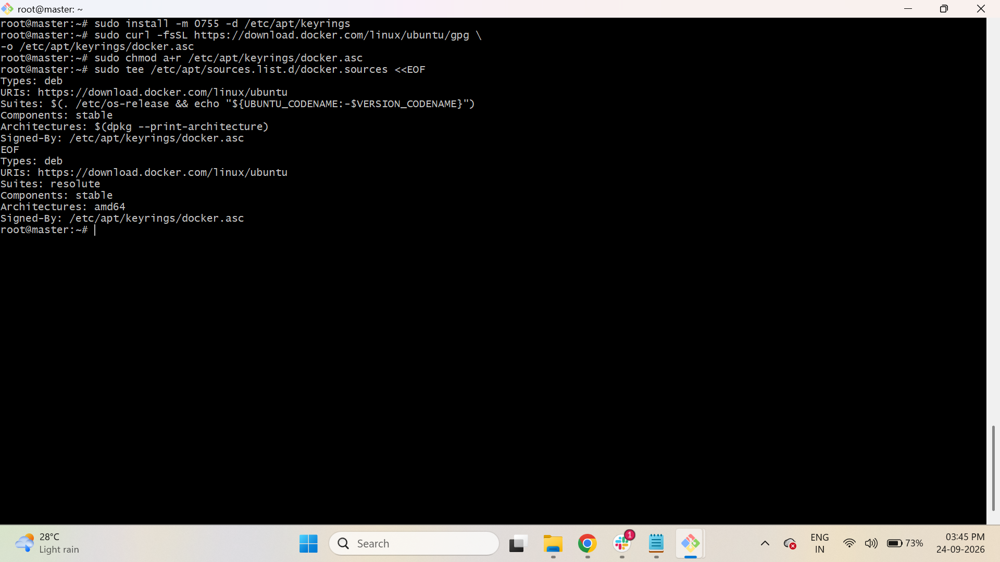 root@master: ~
root@master:~# sudo install -m 0755 -d /etc/apt/keyrings
root@master:~# sudo curl -fsSL https://download.docker.com/linux/ubuntu/gpg \
-o /etc/apt/keyrings/docker.asc
root@master:~# sudo chmod a+r /etc/apt/keyrings/docker.asc
root@master:~# sudo tee /etc/apt/sources.list.d/docker.sources <<EOF
Types: deb
URIs: https://download.docker.com/linux/ubuntu
Suites: $(. /etc/os-release && echo "${UBUNTU_CODENAME:-$VERSION_CODENAME}")
Components: stable
Architectures: $(dpkg --print-architecture)
Signed-By: /etc/apt/keyrings/docker.asc
EOF
Types: deb
URIs: https://download.docker.com/linux/ubuntu
Suites: resolute
Components: stable
Architectures: amd64
Signed-By: /etc/apt/keyrings/docker.asc
root@master:~#
28°C
Light rain
Search
1
ENG
IN
73%
03:45 PM
24-09-2026